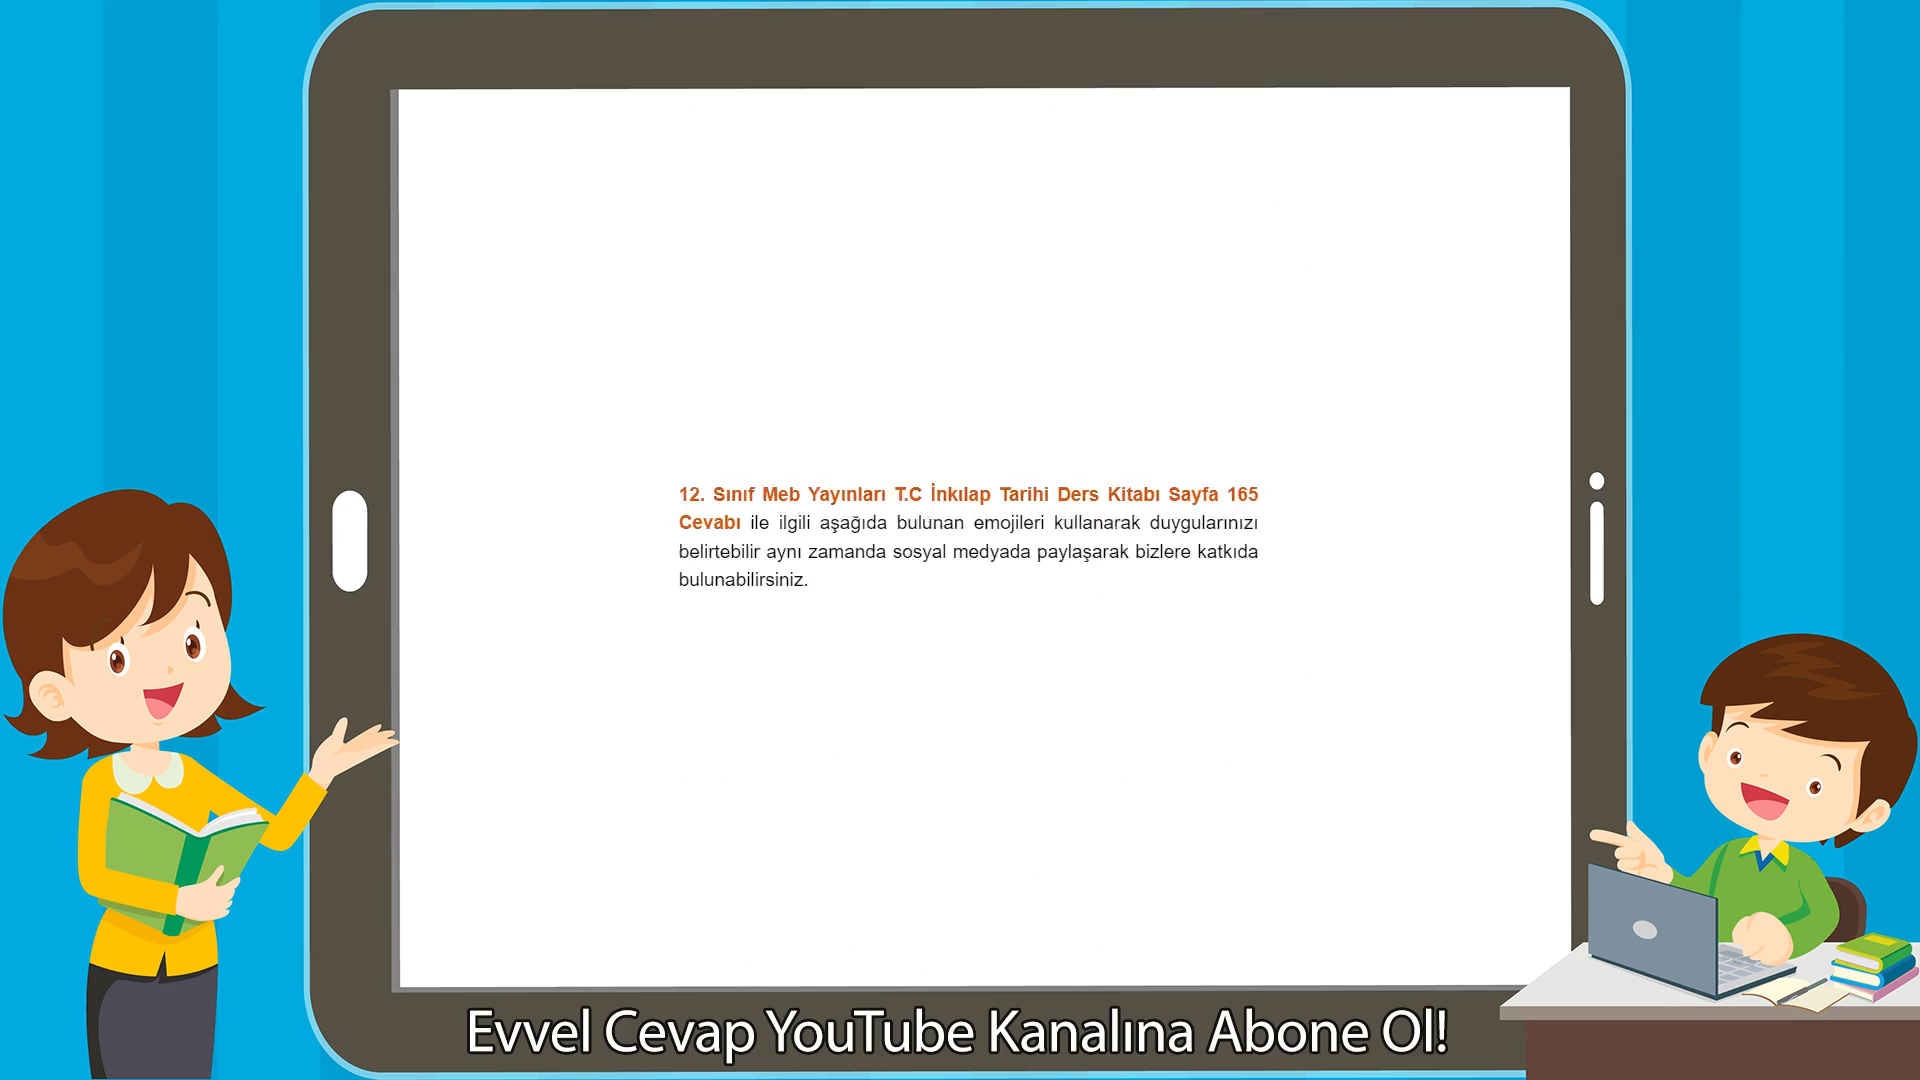 12. Sınıf Meb Yayınları T.C İnkılap Tarihi Ders Kitabı Sayfa 165
Cevabı ile ilgili aşağıda bulunan emojileri kullanarak duygularınızı
belirtebilir aynı zamanda sosyal medyada paylaşarak bizlere katkıda
bulunabilirsiniz.
Evvel Cevap YouTube Kanalına Abone Ol!